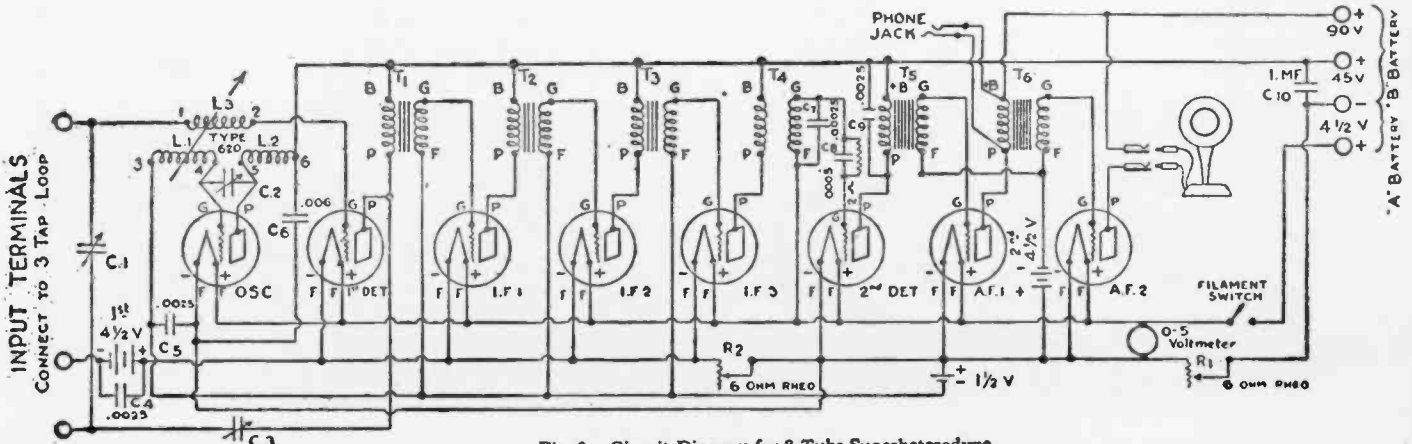 PHONE
JACK
+
90 V
+
45 V
1. MF
C10
-
4 1/2 V
+
"A" BATTERY "B" BATTERY
INPUT TERMINALS
CONNECT TO 3 TAP LOOP
L3
1
2
L.1
TYPE
620
L2
3
4
5
6
C.2
C.1
.006
C6
T1
T2
T3
T4
T5
T6
B G
B G
B G
B
+B G
+B G
P F
P F
P F
P F
P F
P F
C7
.00025
C8
.0005
2 Ω
C9
.0025
G P
G P
G P
G P
G P
G P
G P
G P
- +
F F
OSC
F F
1st DET
F F
I.F 1
F F
I.F 2
F F
I.F 3
F F
2nd DET
F F
A.F.1
2nd
4 1/2 V
- +
F F
A.F.2
FILAMENT
SWITCH
0-5
Voltmeter
.0025
C5
1st
4 1/2 V
- +
C4
.0025
C3
R2
6 OHM RHEO
+
- 1 1/2 V
R1
6 OHM RHEO
Circuit Diagram for 8 Tube Superheterodyne